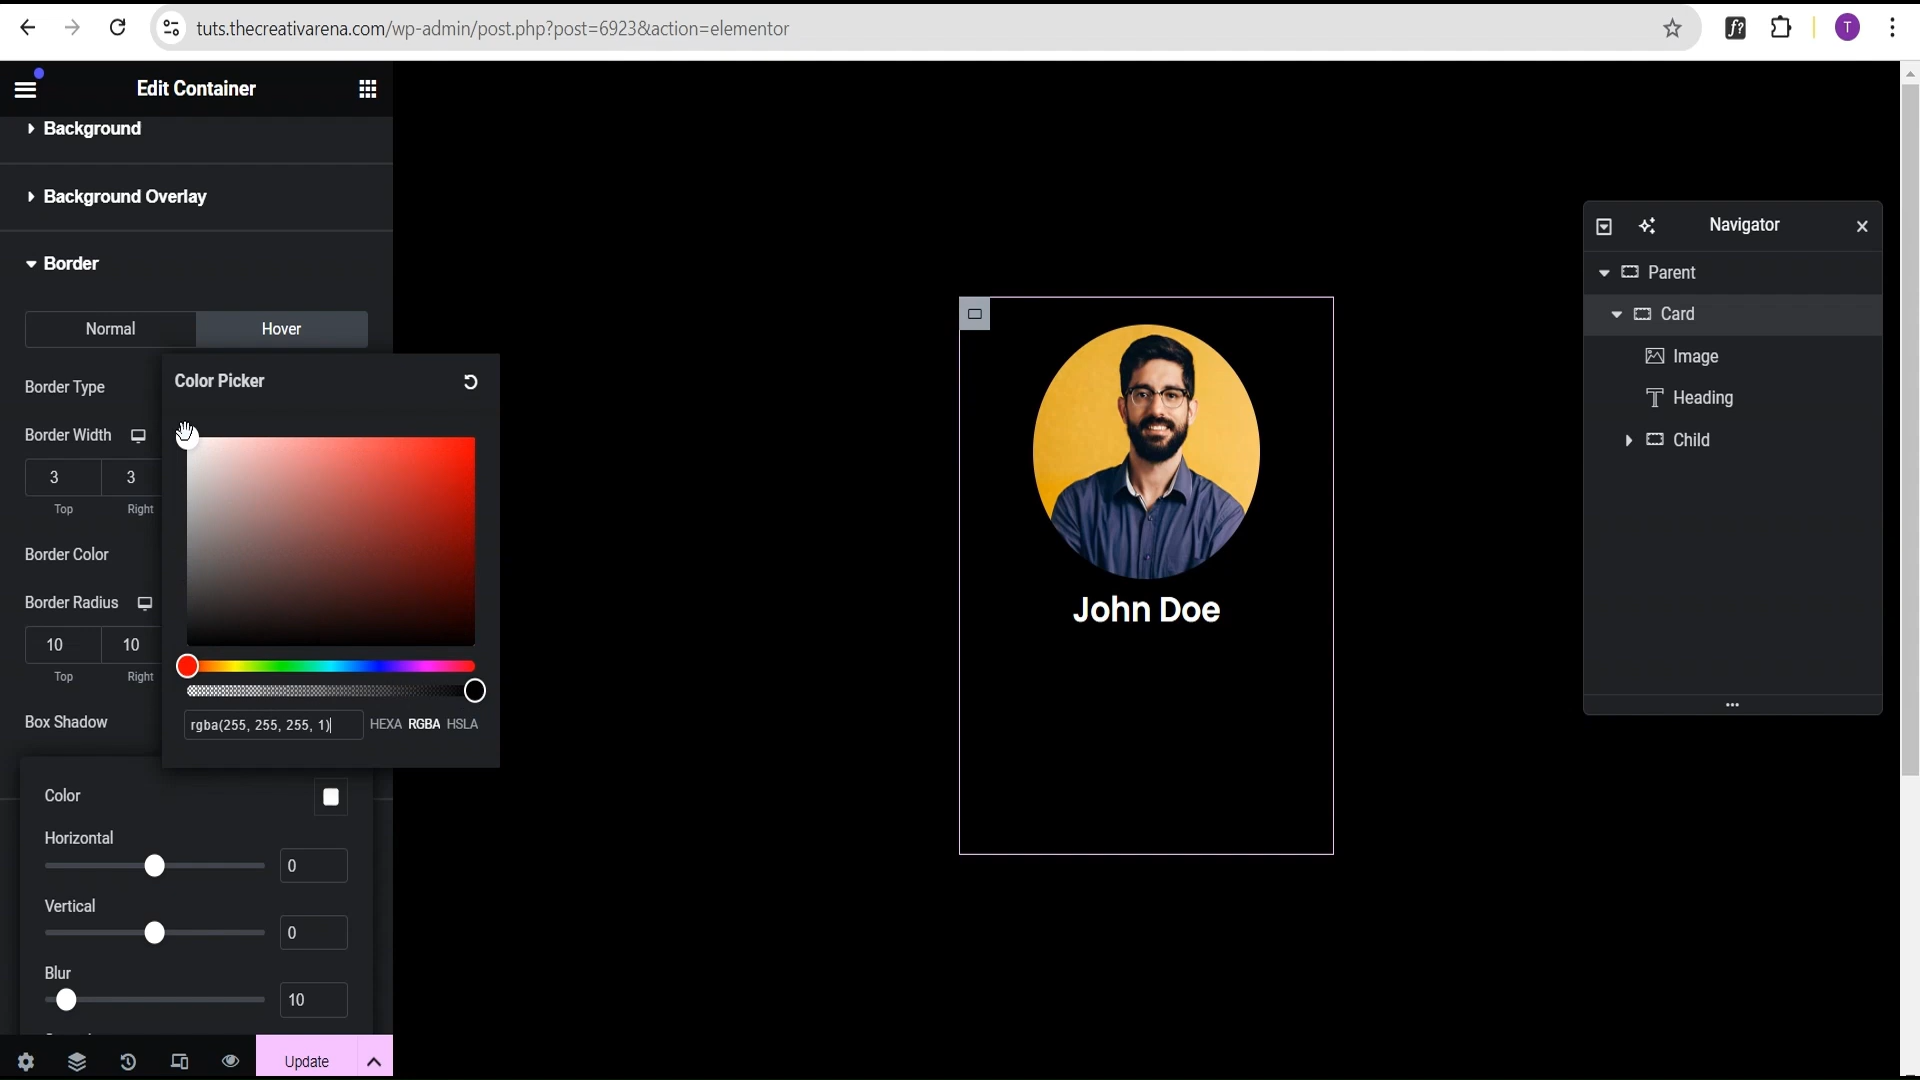 tuts.thecreativarena.com/wp-admin/post.php?post=6923&action=elementor
f?
T
Edit Container
Background
Background Overlay
Border
Normal
Hover
Border Type
Border Width
3
3
Top
Right
Border Color
Border Radius
10
10
Top
Right
Box Shadow
Color Picker
rgba(255, 255, 255, 1)
HEXA
RGBA
HSLA
Color
Horizontal
0
Vertical
0
Blur
10
Update
John Doe
Navigator
Parent
Card
Image
Heading
Child